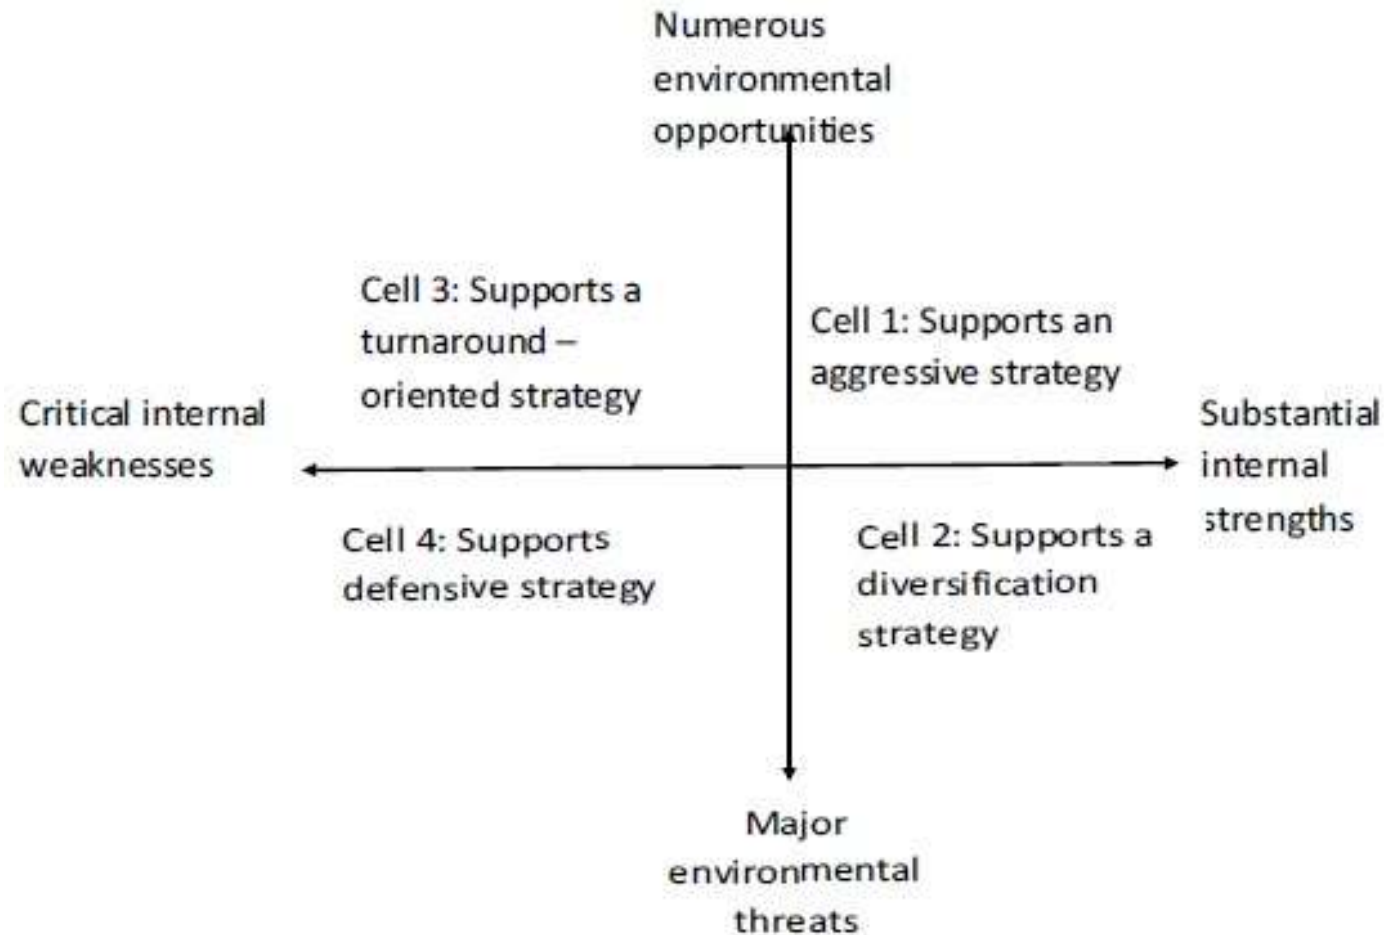 Numerous
environmental
opportunities
Cell 3: Supports a
turnaround –
oriented strategy
Cell 1: Supports an
aggressive strategy
Critical internal
weaknesses
Substantial
internal
strengths
Cell 4: Supports
defensive strategy
Cell 2: Supports a
diversification
strategy
Major
environmental
threats